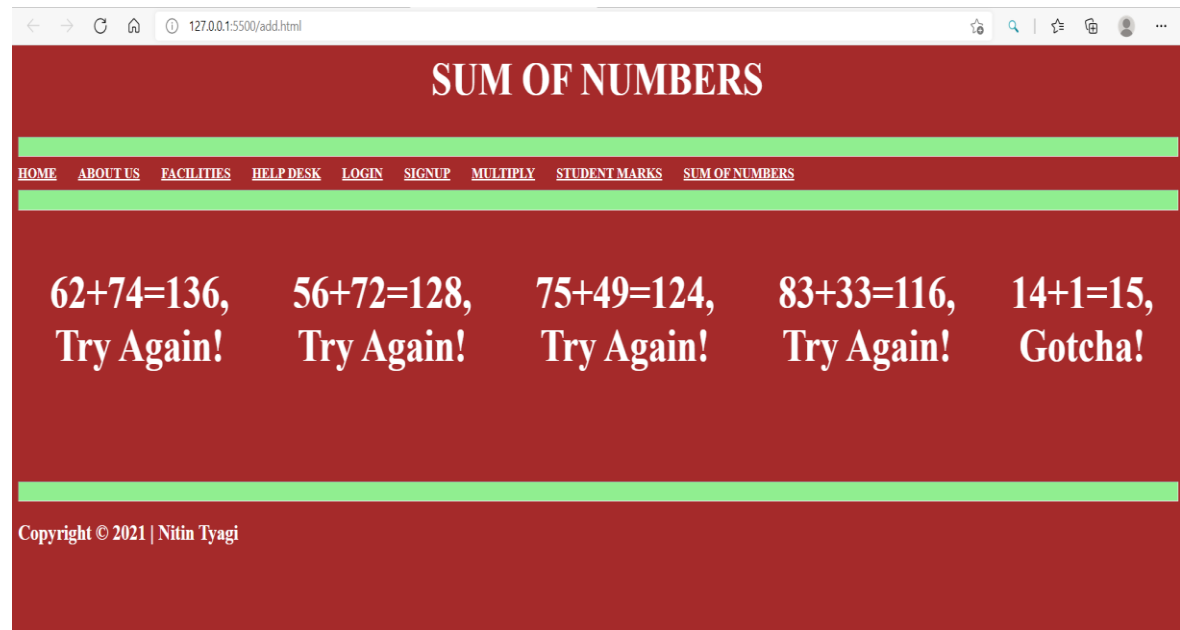 127.0.0.1:5500/add.html
SUM OF NUMBERS
HOME ABOUT US FACILITIES HELP DESK LOGIN SIGNUP MULTIPLY STUDENT MARKS SUM OF NUMBERS
62+74=136,
Try Again!
56+72=128,
Try Again!
75+49=124,
Try Again!
83+33=116,
Try Again!
14+1=15,
Gotcha!
Copyright © 2021 | Nitin Tyagi